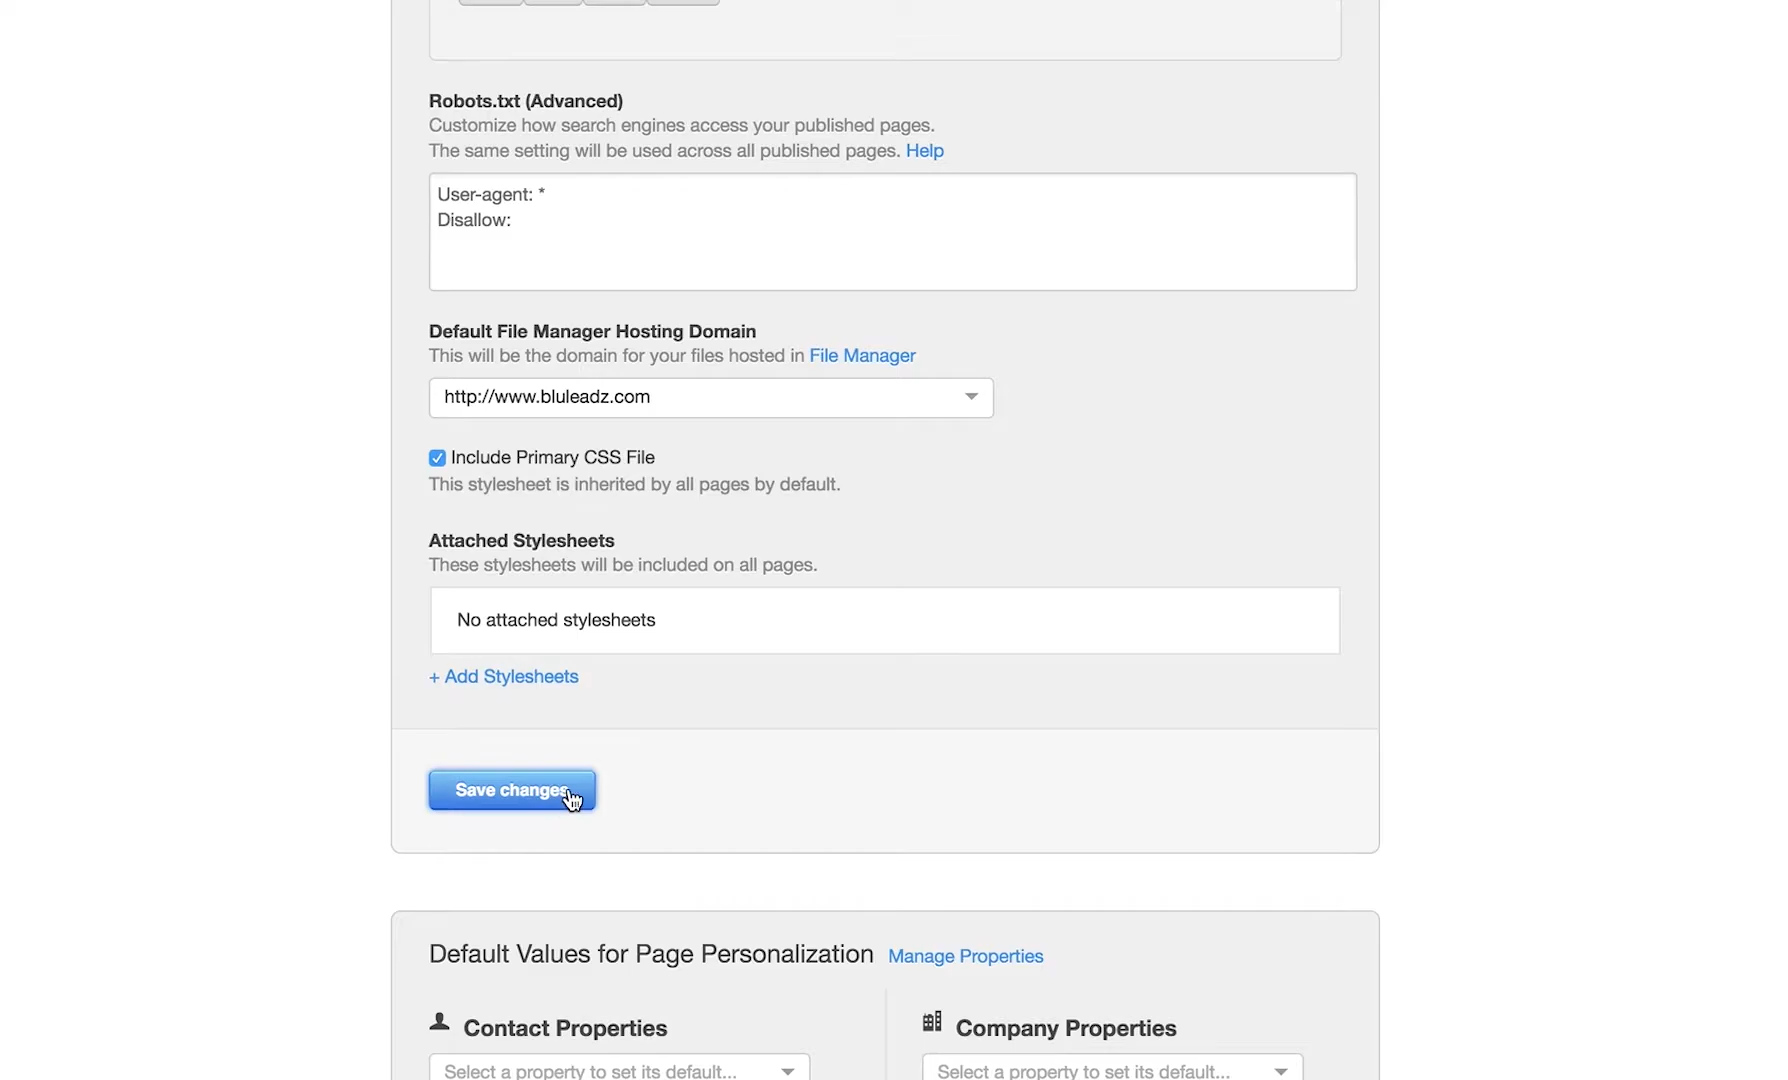 Robots.txt (Advanced)
Customize how search engines access your published pages.
The same setting will be used across all published pages. Help
User-agent: *
Disallow:
Default File Manager Hosting Domain
This will be the domain for your files hosted in File Manager
http://www.bluleadz.com
Include Primary CSS File
This stylesheet is inherited by all pages by default.
Attached Stylesheets
These stylesheets will be included on all pages.
No attached stylesheets
+ Add Stylesheets
Save changes
Default Values for Page Personalization Manage Properties
Contact Properties
Company Properties
Select a property to set its default...
Select a property to set its default...